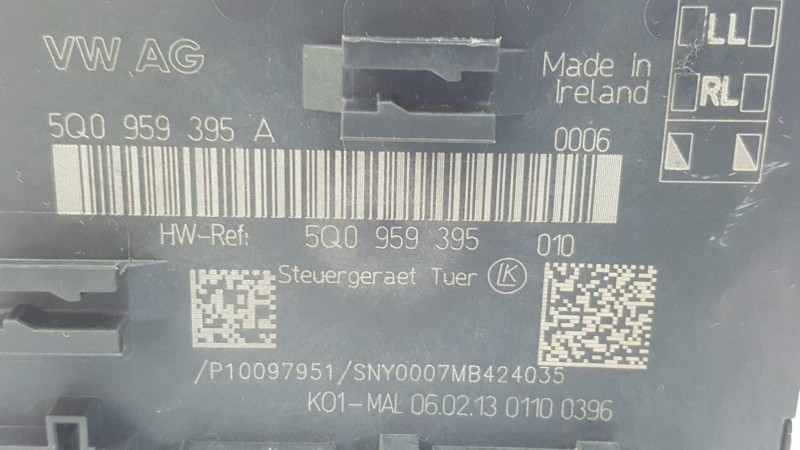 VW AG
Made in
Ireland
LL
RL
5Q0 959 395 A
0006
HW-Ref: 5Q0 959 395 010
Steuergeraet Tuer LK
/P10097951/SNY0007MB424035
K01-MAL 06.02.13 0110 0396